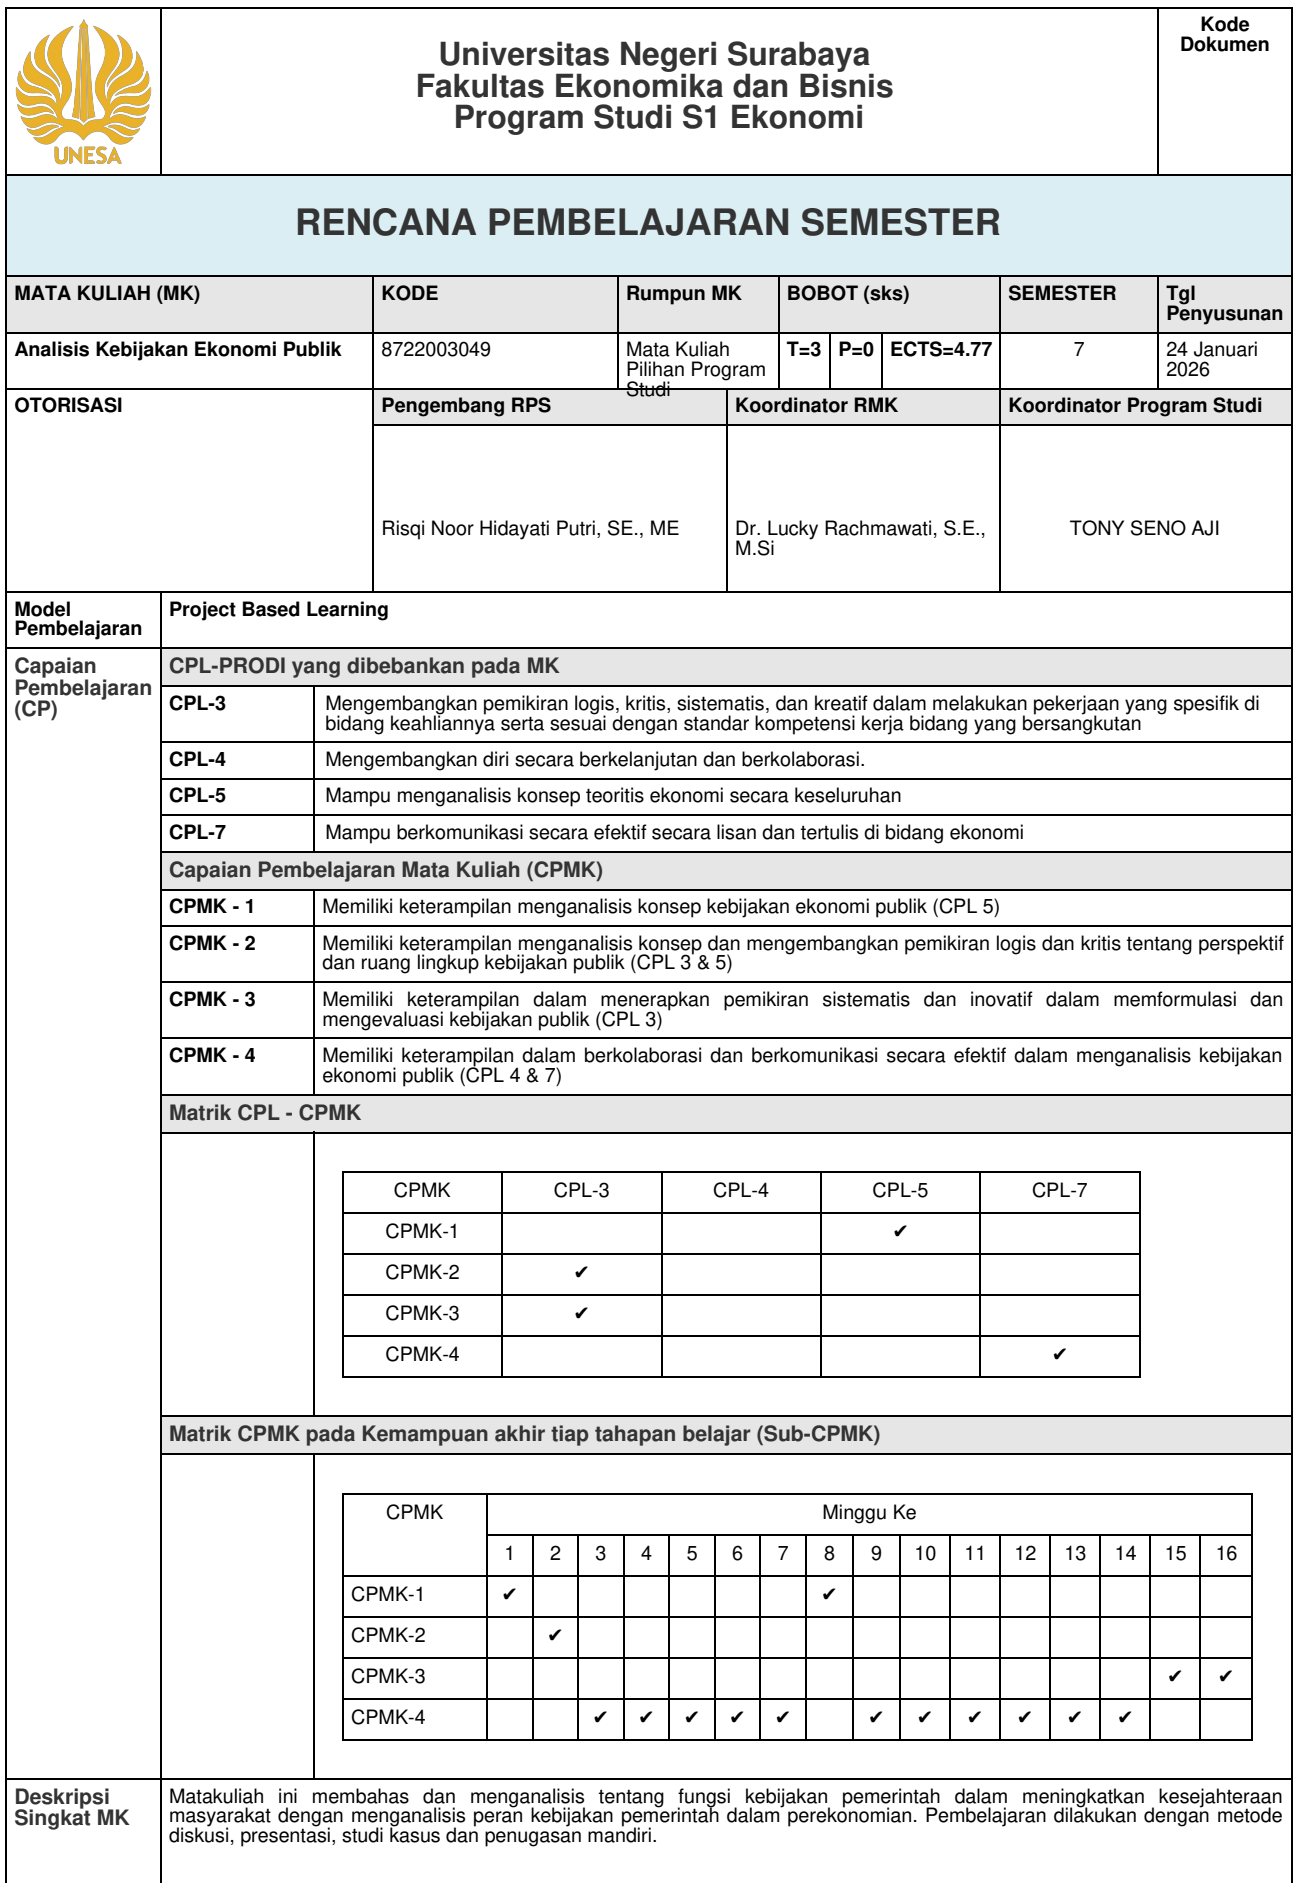 UNESA
Universitas Negeri Surabaya
Fakultas Ekonomika dan Bisnis
Program Studi S1 Ekonomi
Kode
Dokumen
RENCANA PEMBELAJARAN SEMESTER
MATA KULIAH (MK) KODE Rumpun MK BOBOT (sks) SEMESTER Tgl
Penyusunan
Analisis Kebijakan Ekonomi Publik 8722003049 Mata Kuliah
Pilihan Program
Studi
T=3 P=0 ECTS=4.77 7 24 Januari
2026
OTORISASI Pengembang RPS Koordinator RMK Koordinator Program Studi
Risqi Noor Hidayati Putri, SE., ME Dr. Lucky Rachmawati, S.E.,
M.Si
TONY SENO AJI
Model
Pembelajaran
Project Based Learning
Capaian
Pembelajaran
(CP)
CPL-PRODI yang dibebankan pada MK
CPL-3 Mengembangkan pemikiran logis, kritis, sistematis, dan kreatif dalam melakukan pekerjaan yang spesifik di
bidang keahliannya serta sesuai dengan standar kompetensi kerja bidang yang bersangkutan
CPL-4 Mengembangkan diri secara berkelanjutan dan berkolaborasi.
CPL-5 Mampu menganalisis konsep teoritis ekonomi secara keseluruhan
CPL-7 Mampu berkomunikasi secara efektif secara lisan dan tertulis di bidang ekonomi
Capaian Pembelajaran Mata Kuliah (CPMK)
CPMK - 1 Memiliki keterampilan menganalisis konsep kebijakan ekonomi publik (CPL 5)
CPMK - 2 Memiliki keterampilan menganalisis konsep dan mengembangkan pemikiran logis dan kritis tentang perspektif
dan ruang lingkup kebijakan publik (CPL 3 & 5)
CPMK - 3 Memiliki keterampilan dalam menerapkan pemikiran sistematis dan inovatif dalam memformulasi dan
mengevaluasi kebijakan publik (CPL 3)
CPMK - 4 Memiliki keterampilan dalam berkolaborasi dan berkomunikasi secara efektif dalam menganalisis kebijakan
ekonomi publik (CPL 4 & 7)
Matrik CPL - CPMK
CPMK CPL-3 CPL-4 CPL-5 CPL-7
CPMK-1 ✔
CPMK-2 ✔
CPMK-3 ✔
CPMK-4 ✔
Matrik CPMK pada Kemampuan akhir tiap tahapan belajar (Sub-CPMK)
CPMK Minggu Ke
1 2 3 4 5 6 7 8 9 10 11 12 13 14 15 16
CPMK-1 ✔ ✔
CPMK-2 ✔
CPMK-3 ✔ ✔
CPMK-4 ✔ ✔ ✔ ✔ ✔ ✔ ✔ ✔ ✔ ✔ ✔
Deskripsi
Singkat MK
Matakuliah ini membahas dan menganalisis tentang fungsi kebijakan pemerintah dalam meningkatkan kesejahteraan
masyarakat dengan menganalisis peran kebijakan pemerintah dalam perekonomian. Pembelajaran dilakukan dengan metode
diskusi, presentasi, studi kasus dan penugasan mandiri.